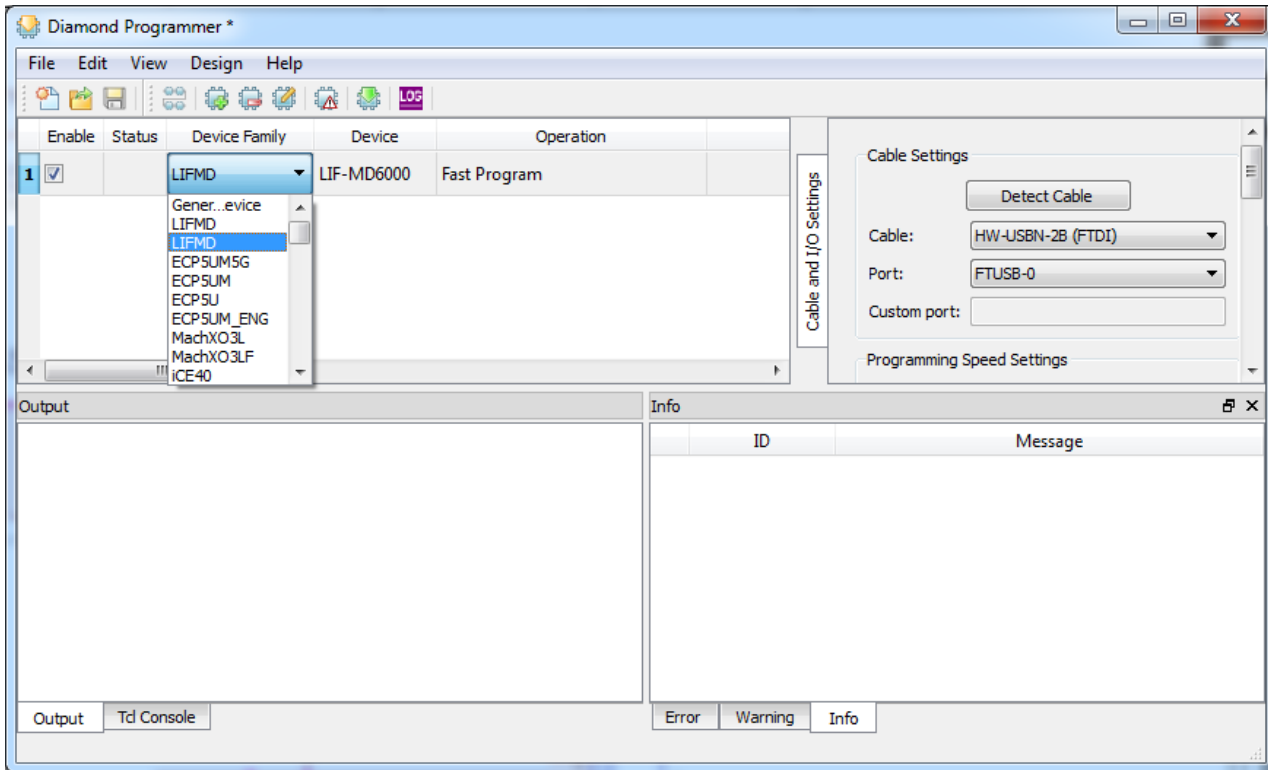 Diamond Programmer *
File Edit View Design Help
LOG
Enable Status Device Family Device Operation
1 LIFMD LIF-MD6000 Fast Program
Gener...evice
LIFMD
LIFMD
ECP5UM5G
ECP5UM
ECP5U
ECP5UM_ENG
MachXO3L
MachXO3LF
iCE40
Cable and I/O Settings
Cable Settings
Detect Cable
Cable: HW-USBN-2B (FTDI)
Port: FTUSB-0
Custom port:
Programming Speed Settings
Output
Info
ID Message
Output Tcl Console
Error Warning Info